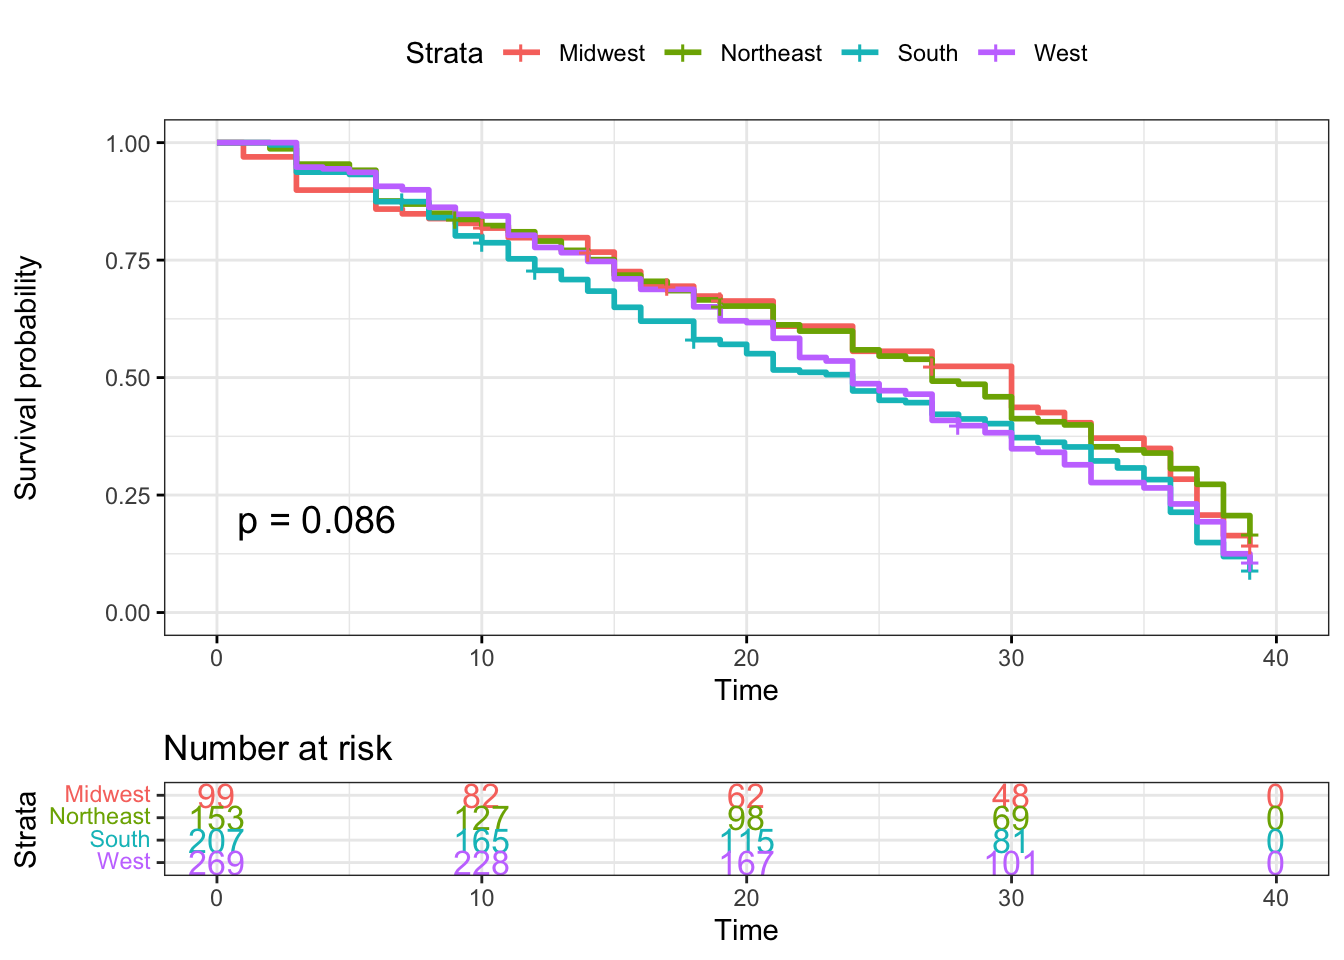 Strata Midwest Northeast South West
1.00
0.75
0.50
0.25
0.00
Survival probability
p = 0.086
0 10 20 30 40
Time
Number at risk
Strata
Midwest 99 82 62 48 0
Northeast 153 127 98 69 0
South 207 165 115 81 0
West 269 228 167 101 0
0 10 20 30 40
Time